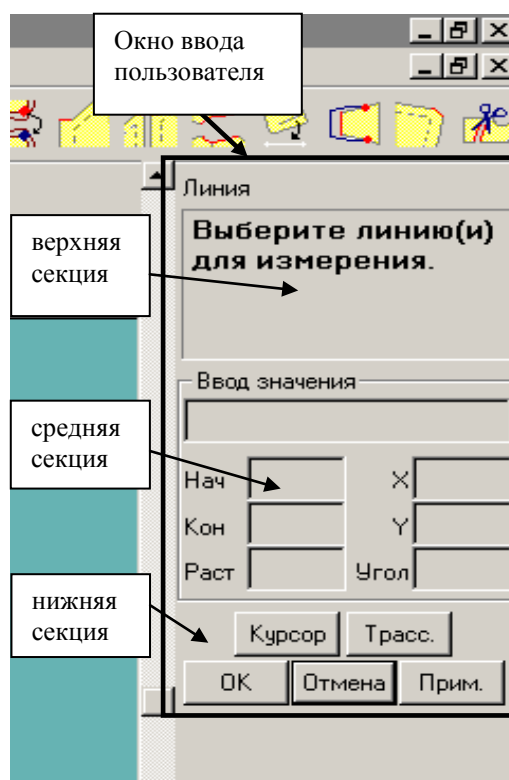 Окно ввода
пользователя
Линия
Выберите линию(и)
для измерения.
верхняя
секция
Ввод значения
средняя
секция
Нач X
Кон Y
Раст Угол
нижняя
секция
Курсор Трасс.
OK Отмена Прим.